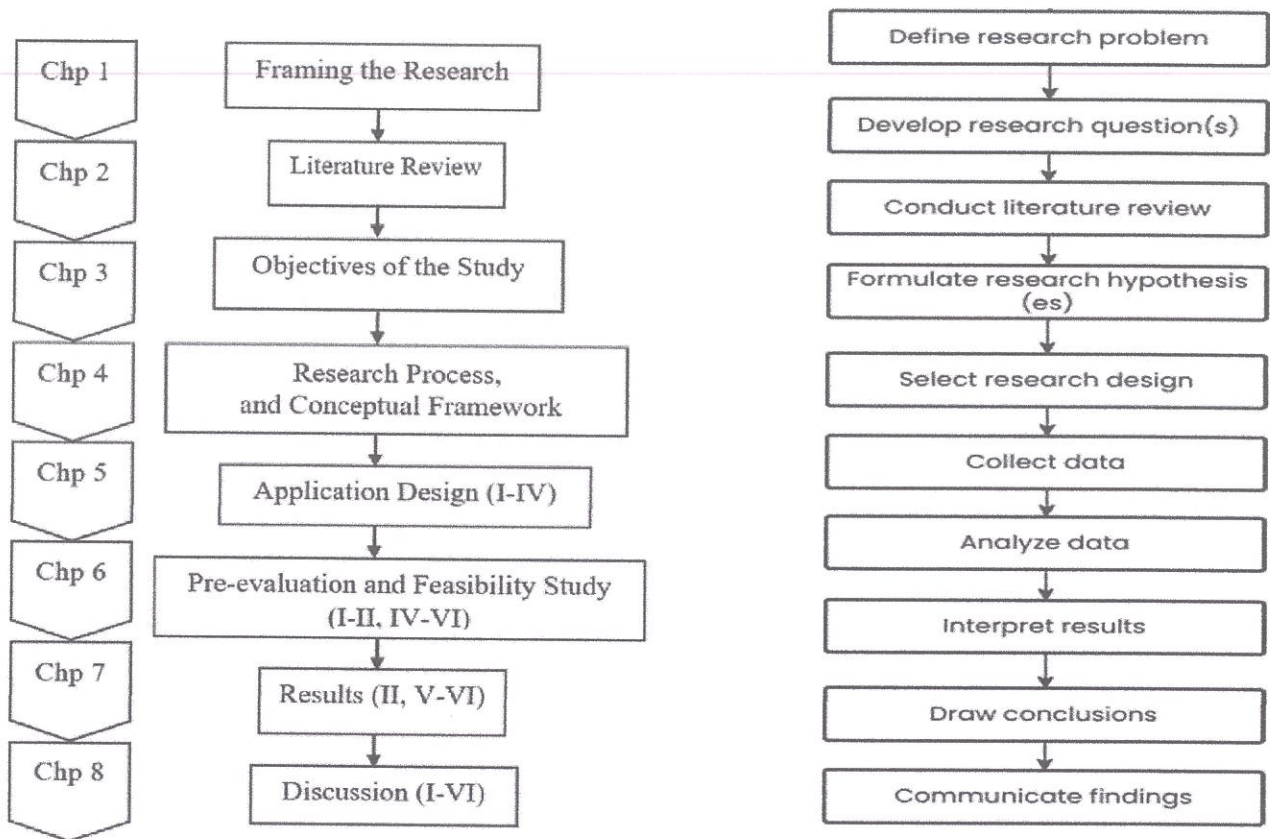 Chp 1
Framing the Research
Chp 2
Literature Review
Chp 3
Objectives of the Study
Chp 4
Research Process,
and Conceptual Framework
Chp 5
Application Design (I-IV)
Chp 6
Pre-evaluation and Feasibility Study
(I-II, IV-VI)
Chp 7
Results (II, V-VI)
Chp 8
Discussion (I-VI)
Define research problem
Develop research question(s)
Conduct literature review
Formulate research hypothesis
(es)
Select research design
Collect data
Analyze data
Interpret results
Draw conclusions
Communicate findings